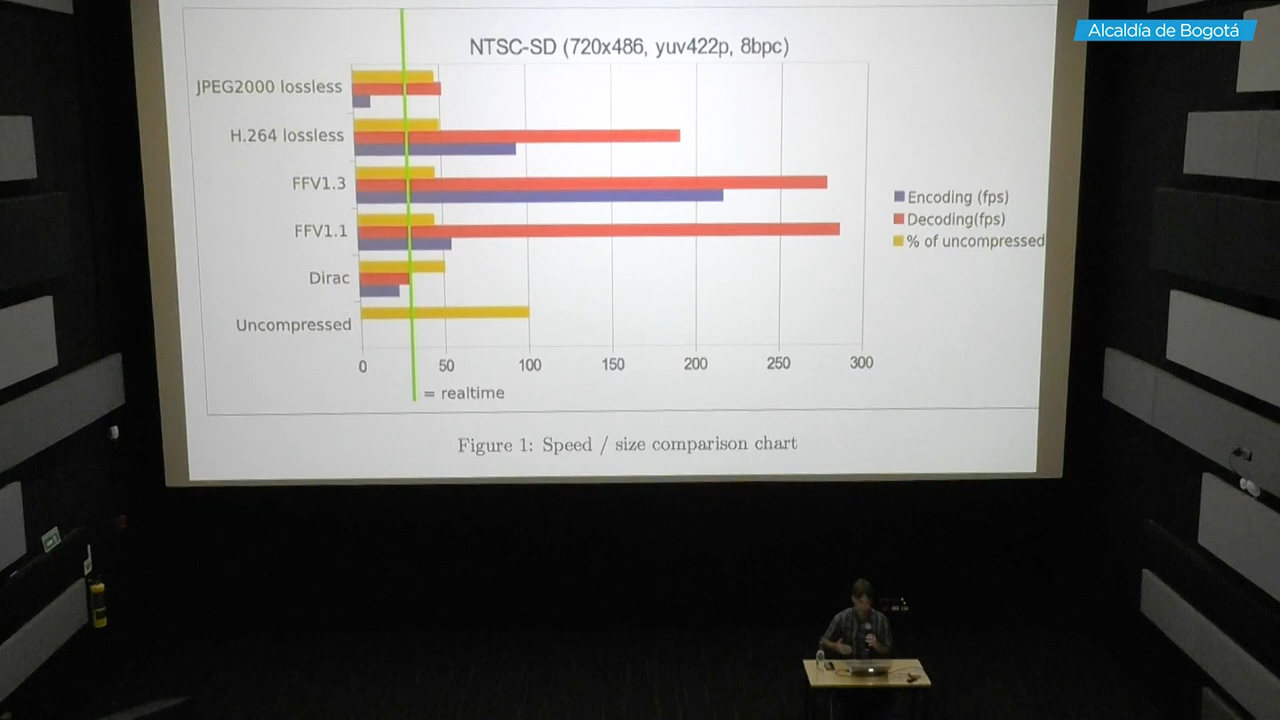 Alcaldía de Bogotá
NTSC-SD (720x486, yuv422p, 8bpc)
JPEG2000 lossless
H.264 lossless
FFV1.3
FFV1.1
Dirac
Uncompressed
0 50 100 150 200 250 300
= realtime
Encoding (fps)
Decoding(fps)
% of uncompressed
Figure 1: Speed / size comparison chart